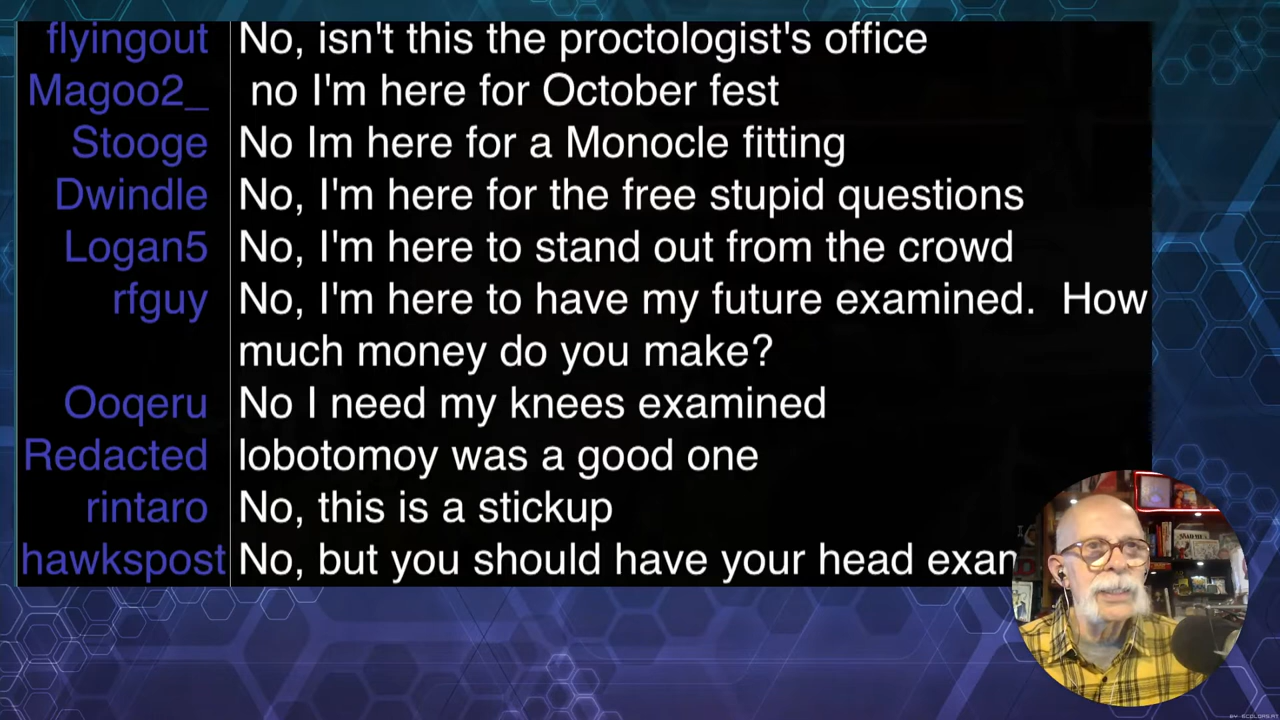 flyingout No, isn't this the proctologist's office
Magoo2_ no I'm here for October fest
Stooge No Im here for a Monocle fitting
Dwindle No, I'm here for the free stupid questions
Logan5 No, I'm here to stand out from the crowd
rfguy No, I'm here to have my future examined. How
much money do you make?
Ooqeru No I need my knees examined
Redacted lobotomoy was a good one
rintaro No, this is a stickup
hawkspost No, but you should have your head exam